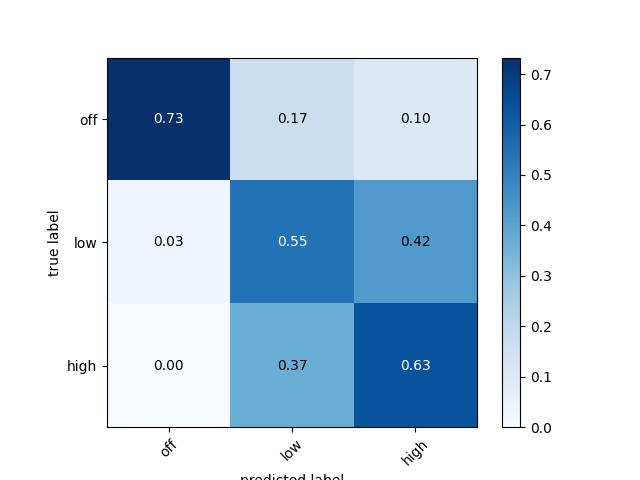 off 0.73 0.17 0.10
low 0.03 0.55 0.42
high 0.00 0.37 0.63
true label
off low high
predicted label
0.7
0.6
0.5
0.4
0.3
0.2
0.1
0.0